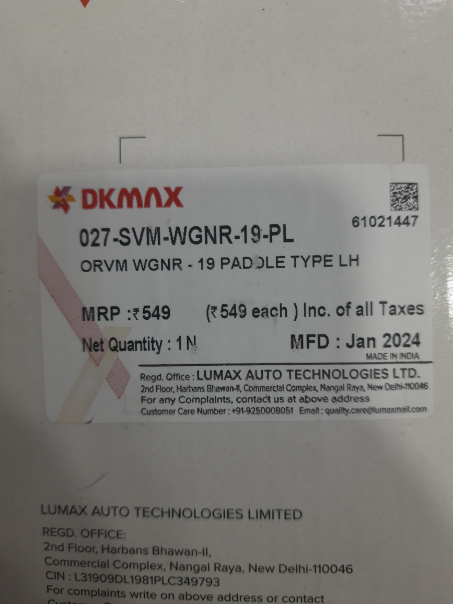 DKMAX
61021447
027-SVM-WGNR-19-PL
ORVM WGNR - 19 PADDLE TYPE LH
MRP :₹549 (₹549 each ) Inc. of all Taxes
Net Quantity : 1 N MFD : Jan 2024
MADE IN INDIA
Regd. Office : LUMAX AUTO TECHNOLOGIES LTD.
2nd Floor, Harbans Bhawan-II, Commercial Complex, Nangal Raya, New Delhi-110046
For any Complaints, contact us at above address
Customer Care Number : +91-9250008051 Email : quality.care@lumaxmail.com
LUMAX AUTO TECHNOLOGIES LIMITED
REGD. OFFICE:
2nd Floor, Harbans Bhawan-II,
Commercial Complex, Nangal Raya, New Delhi-110046
CIN : L31909DL1981PLC349793
For complaints write on above address or contact